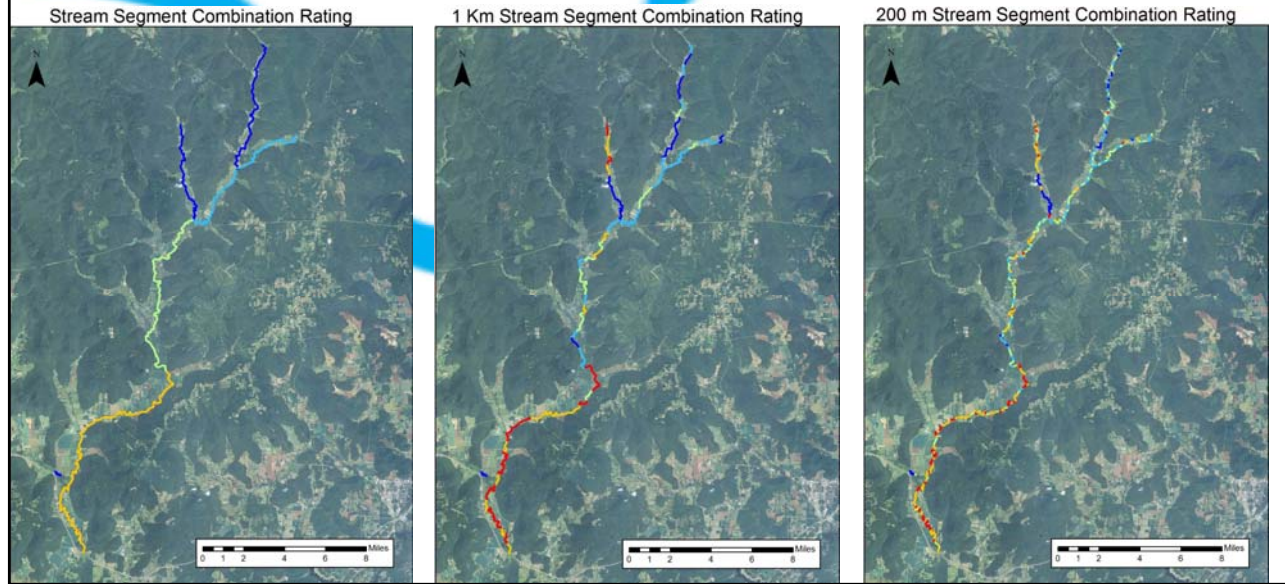 Stream Segment Combination Rating
1 Km Stream Segment Combination Rating
200 m Stream Segment Combination Rating
N
N
N
Miles
0 1 2 4 6 8
Miles
0 1 2 4 6 8
Miles
0 1 2 4 6 8